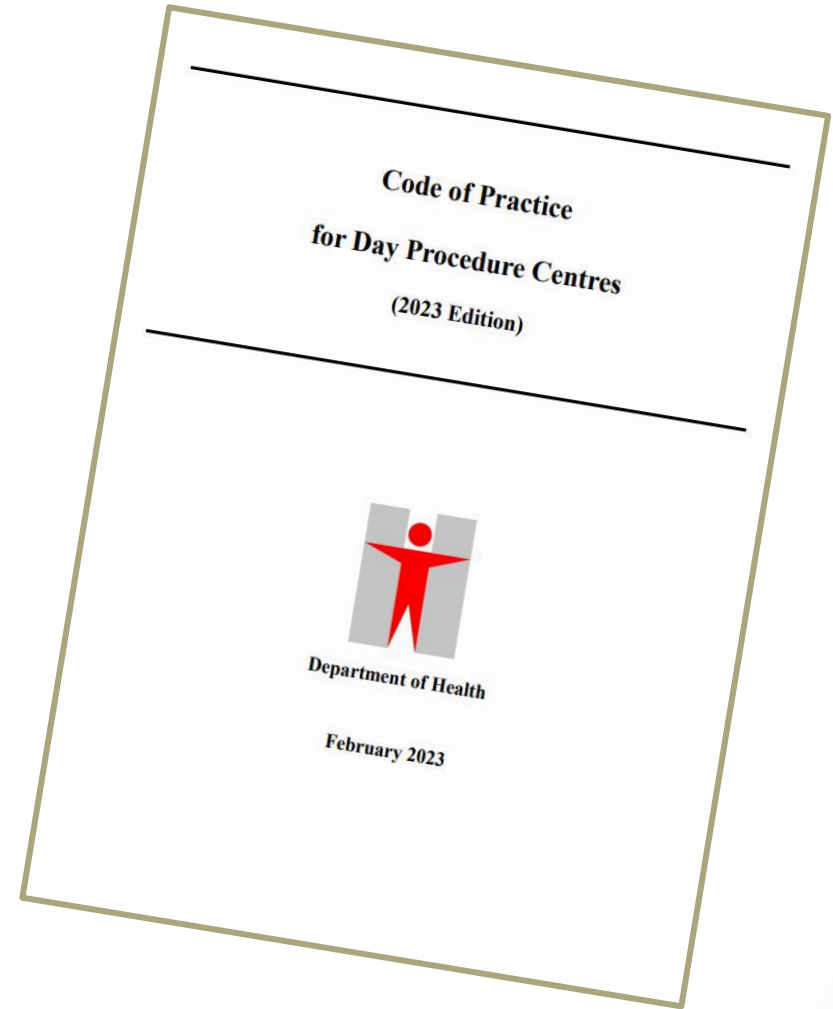 Code of Practice
for Day Procedure Centres
(2023 Edition)
Department of Health
February 2023